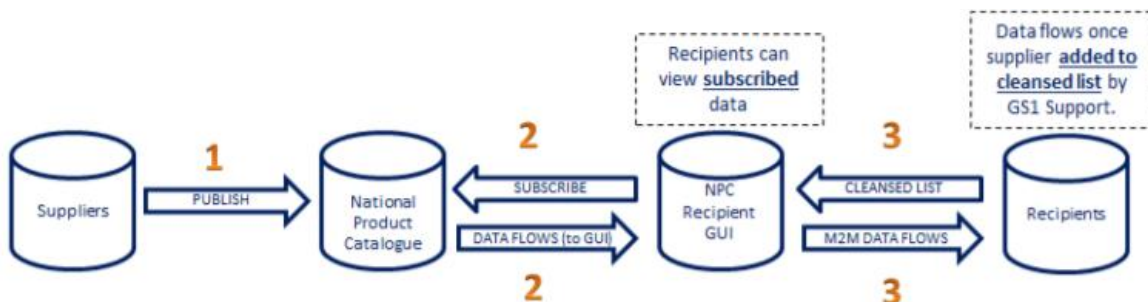 Recipients can
view subscribed
data
Data flows once
supplier added to
cleansed list by
GS1 Support.
1
2
3
Suppliers
PUBLISH
National
Product
Catalogue
SUBSCRIBE
DATA FLOWS (to GUI)
2
NPC
Recipient
GUI
CLEANSED LIST
M2M DATA FLOWS
3
Recipients